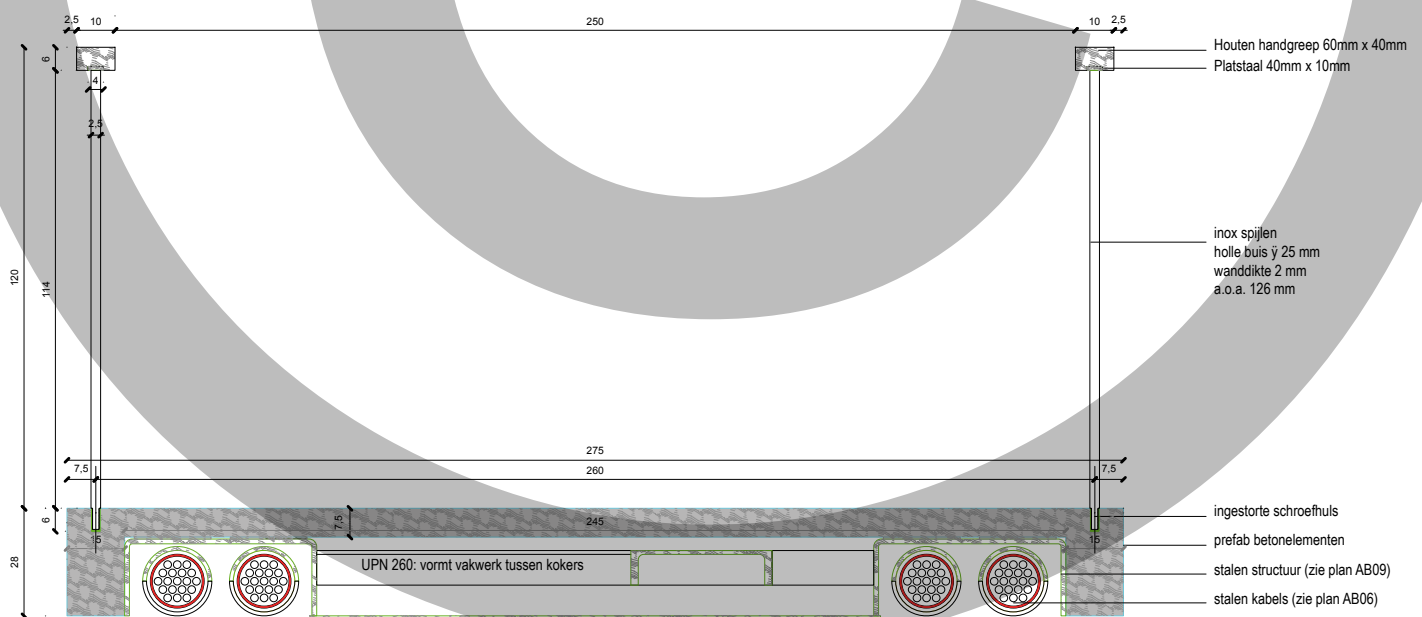 2,5 10 250 10 2,5
Houten handgreep 60mm x 40mm
6
Platstaal 40mm x 10mm
4
2,5
inox spijlen
holle buis ÿ 25 mm
wanddikte 2 mm
a.o.a. 126 mm
120
114
275
7,5 260 7,5
6
7,5
245
ingestorte schroefhuls
15
15
prefab betonelementen
28
UPN 260: vormt vakwerk tussen kokers
stalen structuur (zie plan AB09)
stalen kabels (zie plan AB06)